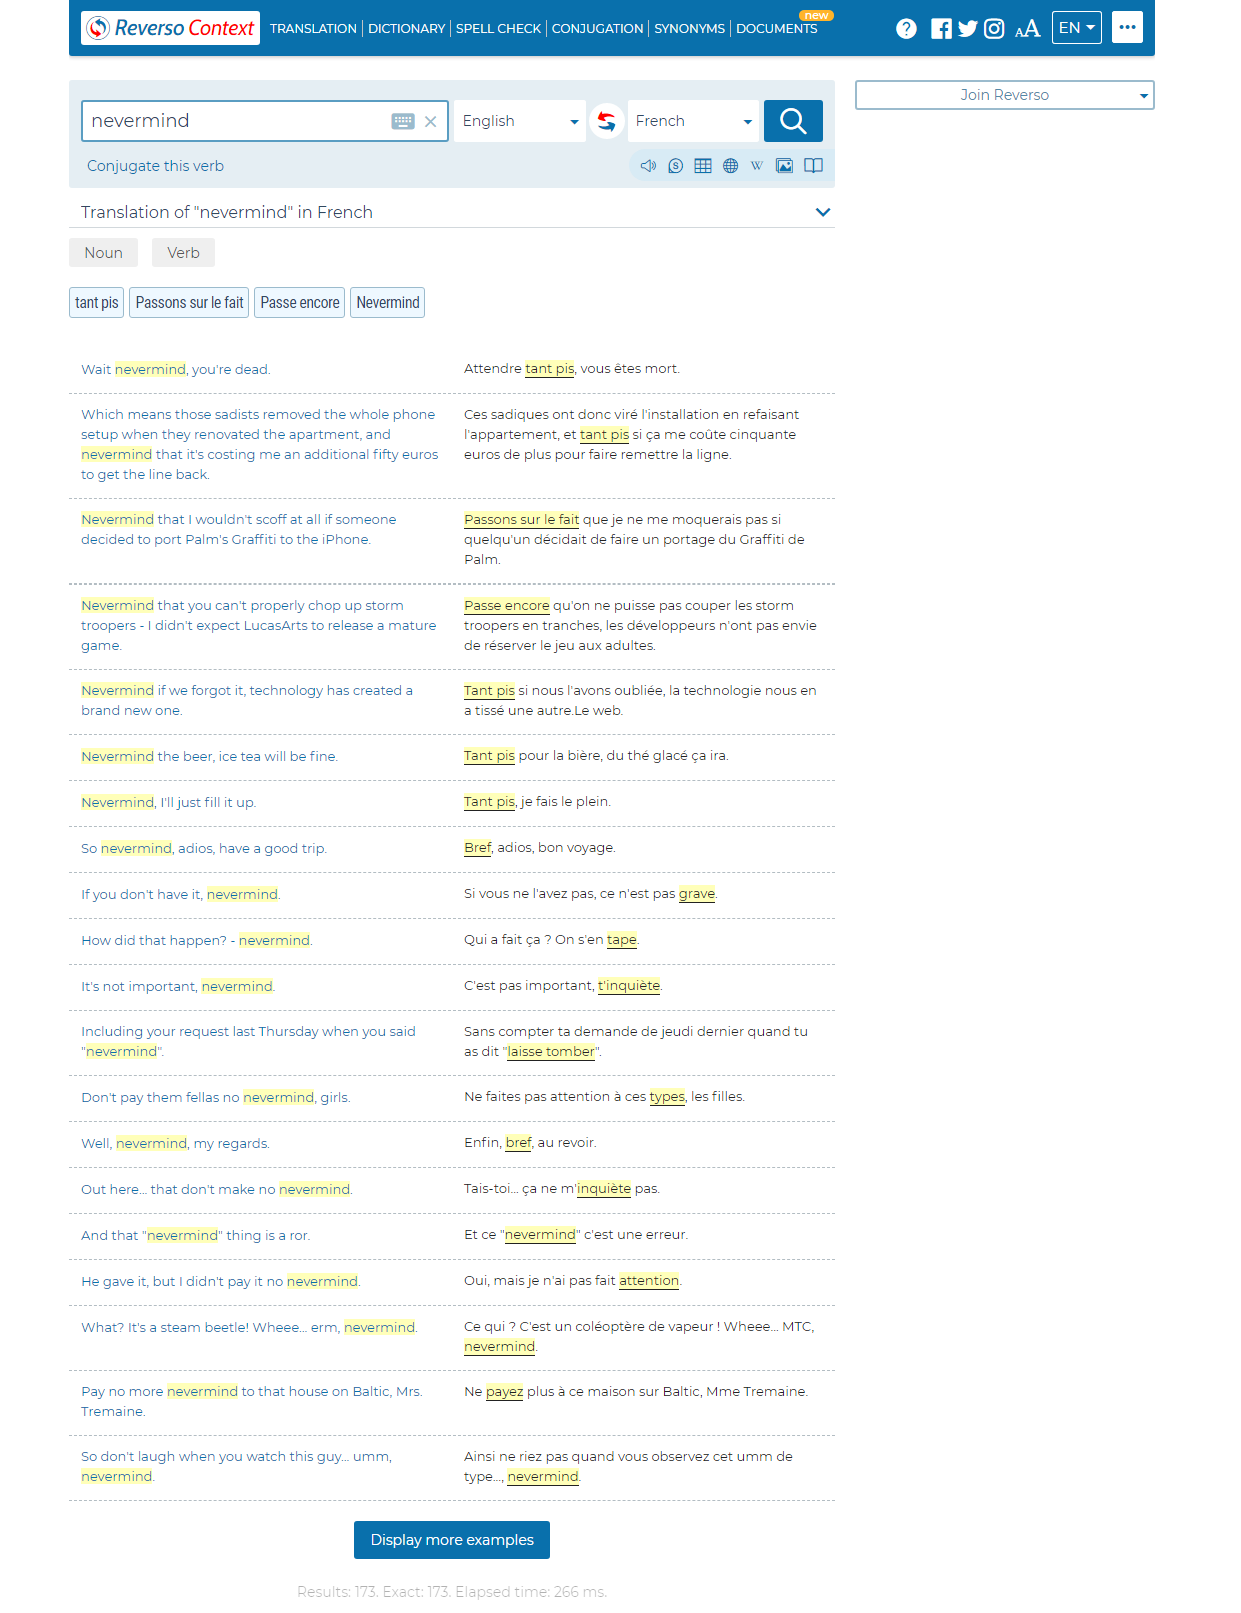 Reverso Context
TRANSLATION
DICTIONARY
SPELL CHECK
CONJUGATION
SYNONYMS
DOCUMENTS
new
?
AA
EN
Join Reverso
nevermind
English
French
Conjugate this verb
W
Translation of "nevermind" in French
Noun
Verb
tant pis
Passons sur le fait
Passe encore
Nevermind
Wait nevermind, you're dead.
Attendre tant pis, vous êtes mort.
Which means those sadists removed the whole phone
setup when they renovated the apartment, and
nevermind that it's costing me an additional fifty euros
to get the line back.
Ces sadiques ont donc viré l'installation en refaisant
l'appartement, et tant pis si ça me coûte cinquante
euros de plus pour faire remettre la ligne.
Nevermind that I wouldn't scoff at all if someone
decided to port Palm's Graffiti to the iPhone.
Passons sur le fait que je ne me moquerais pas si
quelqu'un décidait de faire un portage du Graffiti de
Palm.
Nevermind that you can't properly chop up storm
troopers - I didn't expect LucasArts to release a mature
game.
Passe encore qu'on ne puisse pas couper les storm
troopers en tranches, les développeurs n'ont pas envie
de réserver le jeu aux adultes.
Nevermind if we forgot it, technology has created a
brand new one.
Tant pis si nous l'avons oubliée, la technologie nous en
a tissé une autre.Le web.
Nevermind the beer, ice tea will be fine.
Tant pis pour la bière, du thé glacé ça ira.
Nevermind, I'll just fill it up.
Tant pis, je fais le plein.
So nevermind, adios, have a good trip.
Bref, adios, bon voyage.
If you don't have it, nevermind.
Si vous ne l'avez pas, ce n'est pas grave.
How did that happen? - nevermind.
Qui a fait ça ? On s'en tape.
It's not important, nevermind.
C'est pas important, t'inquiète.
Including your request last Thursday when you said
"nevermind".
Sans compter ta demande de jeudi dernier quand tu
as dit "laisse tomber".
Don't pay them fellas no nevermind, girls.
Ne faites pas attention à ces types, les filles.
Well, nevermind, my regards.
Enfin, bref, au revoir.
Out here... that don't make no nevermind.
Tais-toi... ça ne m'inquiète pas.
And that "nevermind" thing is a ror.
Et ce "nevermind" c'est une erreur.
He gave it, but I didn't pay it no nevermind.
Oui, mais je n'ai pas fait attention.
What? It's a steam beetle! Wheee... erm, nevermind.
Ce qui ? C'est un coléoptère de vapeur ! Wheee... MTC,
nevermind.
Pay no more nevermind to that house on Baltic, Mrs.
Tremaine.
Ne payez plus à ce maison sur Baltic, Mme Tremaine.
So don't laugh when you watch this guy... umm,
nevermind.
Ainsi ne riez pas quand vous observez cet umm de
type..., nevermind.
Display more examples
Results: 173. Exact: 173. Elapsed time: 266 ms.